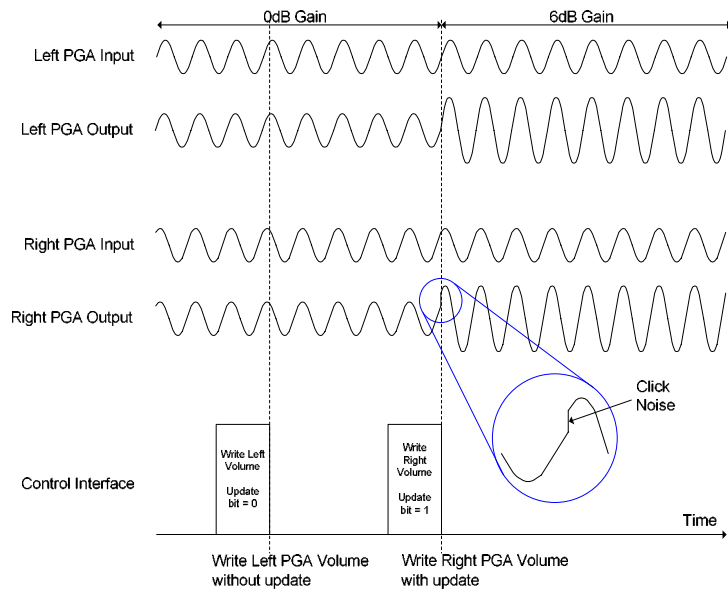 0dB Gain
6dB Gain
Left PGA Input
Left PGA Output
Right PGA Input
Right PGA Output
Click
Noise
Write Left
Volume
Update
bit = 0
Write
Right
Volume
Update
bit = 1
Control Interface
Time
Write Left PGA Volume
without update
Write Right PGA Volume
with update